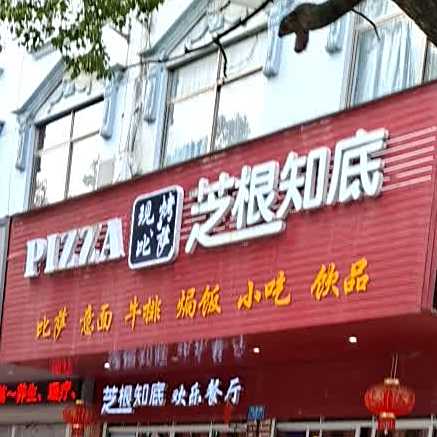 PIZZA 现烤比萨 芝根知底
比萨 意面 牛排 焗饭 小吃 饮品
芝根知底 欢乐餐厅